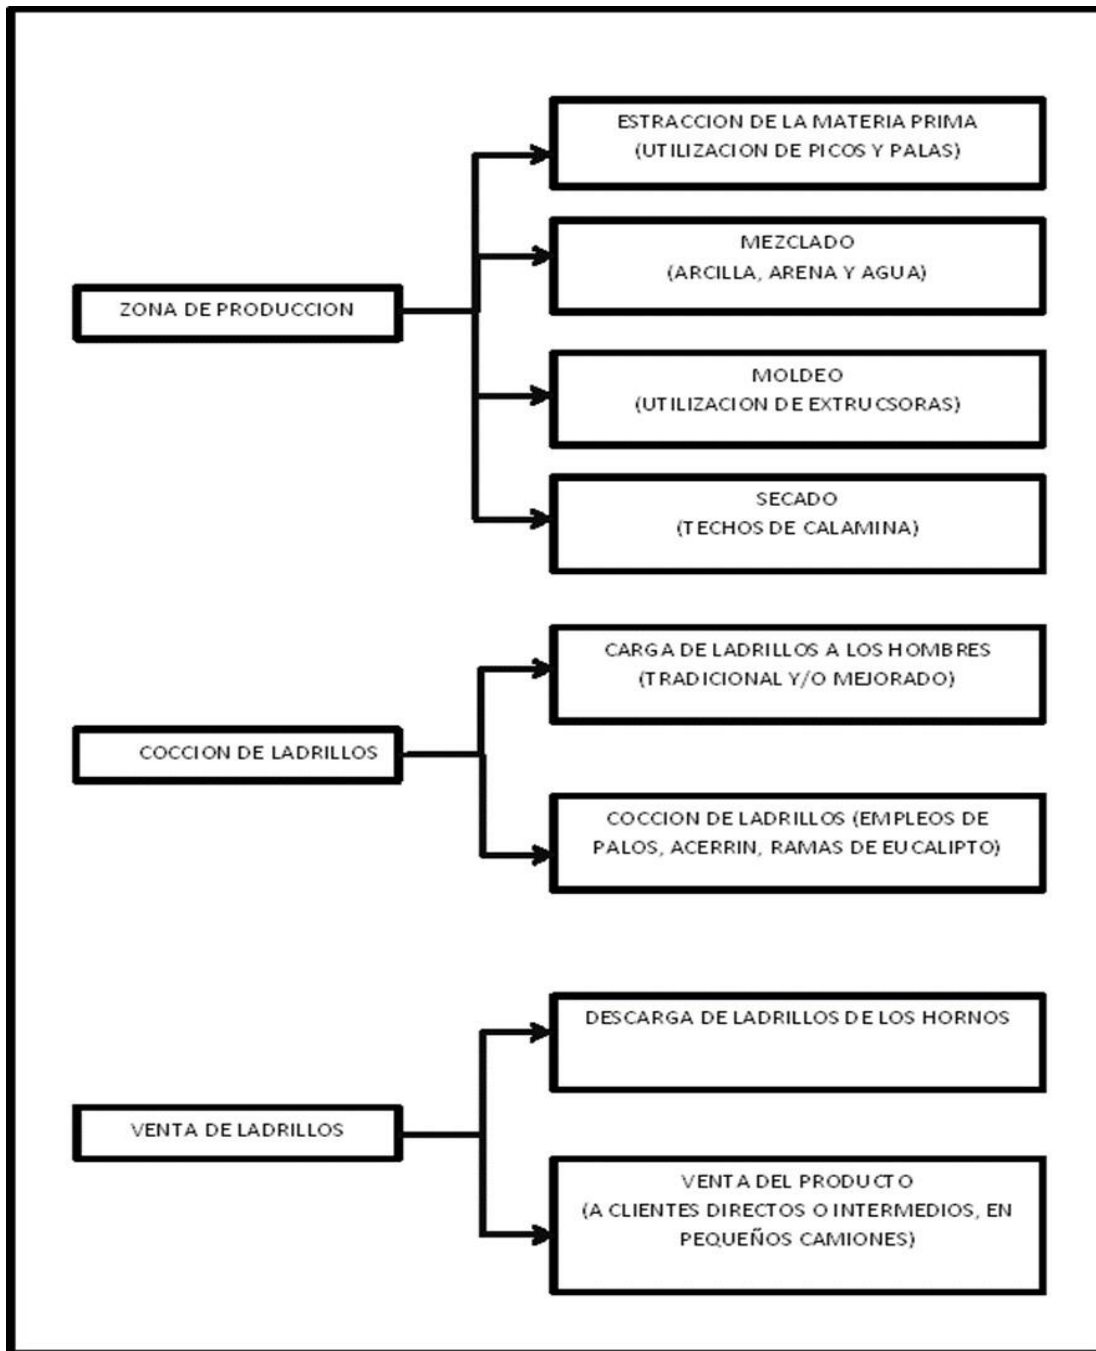 ZONA DE PRODUCCION
ESTRACCION DE LA MATERIA PRIMA
(UTILIZACION DE PICOS Y PALAS)
MEZCLADO
(ARCILLA, ARENA Y AGUA)
MOLDEO
(UTILIZACION DE EXTRUCSORAS)
SECADO
(TECHOS DE CALAMINA)
COCCION DE LADRILLOS
CARGA DE LADRILLOS A LOS HOMBRES
(TRADICIONAL Y/O MEJORADO)
COCCION DE LADRILLOS (EMPLEOS DE
PALOS, ACERRIN, RAMAS DE EUCALIPTO)
VENTA DE LADRILLOS
DESCARGA DE LADRILLOS DE LOS HORNOS
VENTA DEL PRODUCTO
(A CLIENTES DIRECTOS O INTERMEDIOS, EN
PEQUEÑOS CAMIONES)